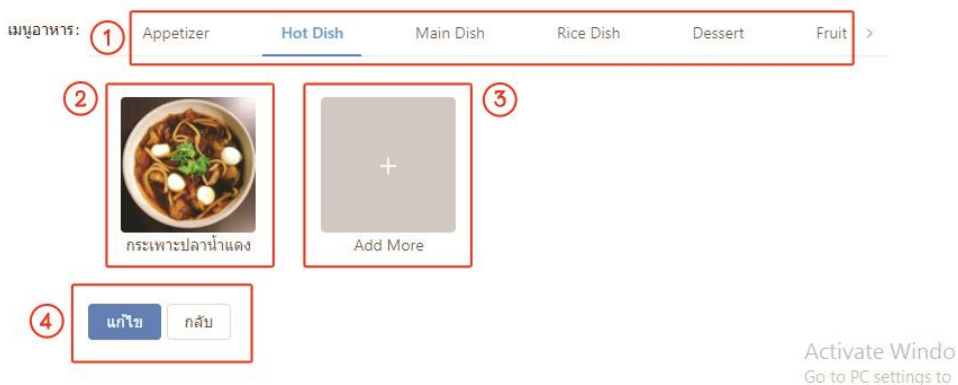 เมนูอาหาร: ① Appetizer Hot Dish Main Dish Rice Dish Dessert Fruit >
② ③
+
กระเพาะปลาน้ำแดง Add More
④ แก้ไข กลับ
Activate Windo
Go to PC settings to